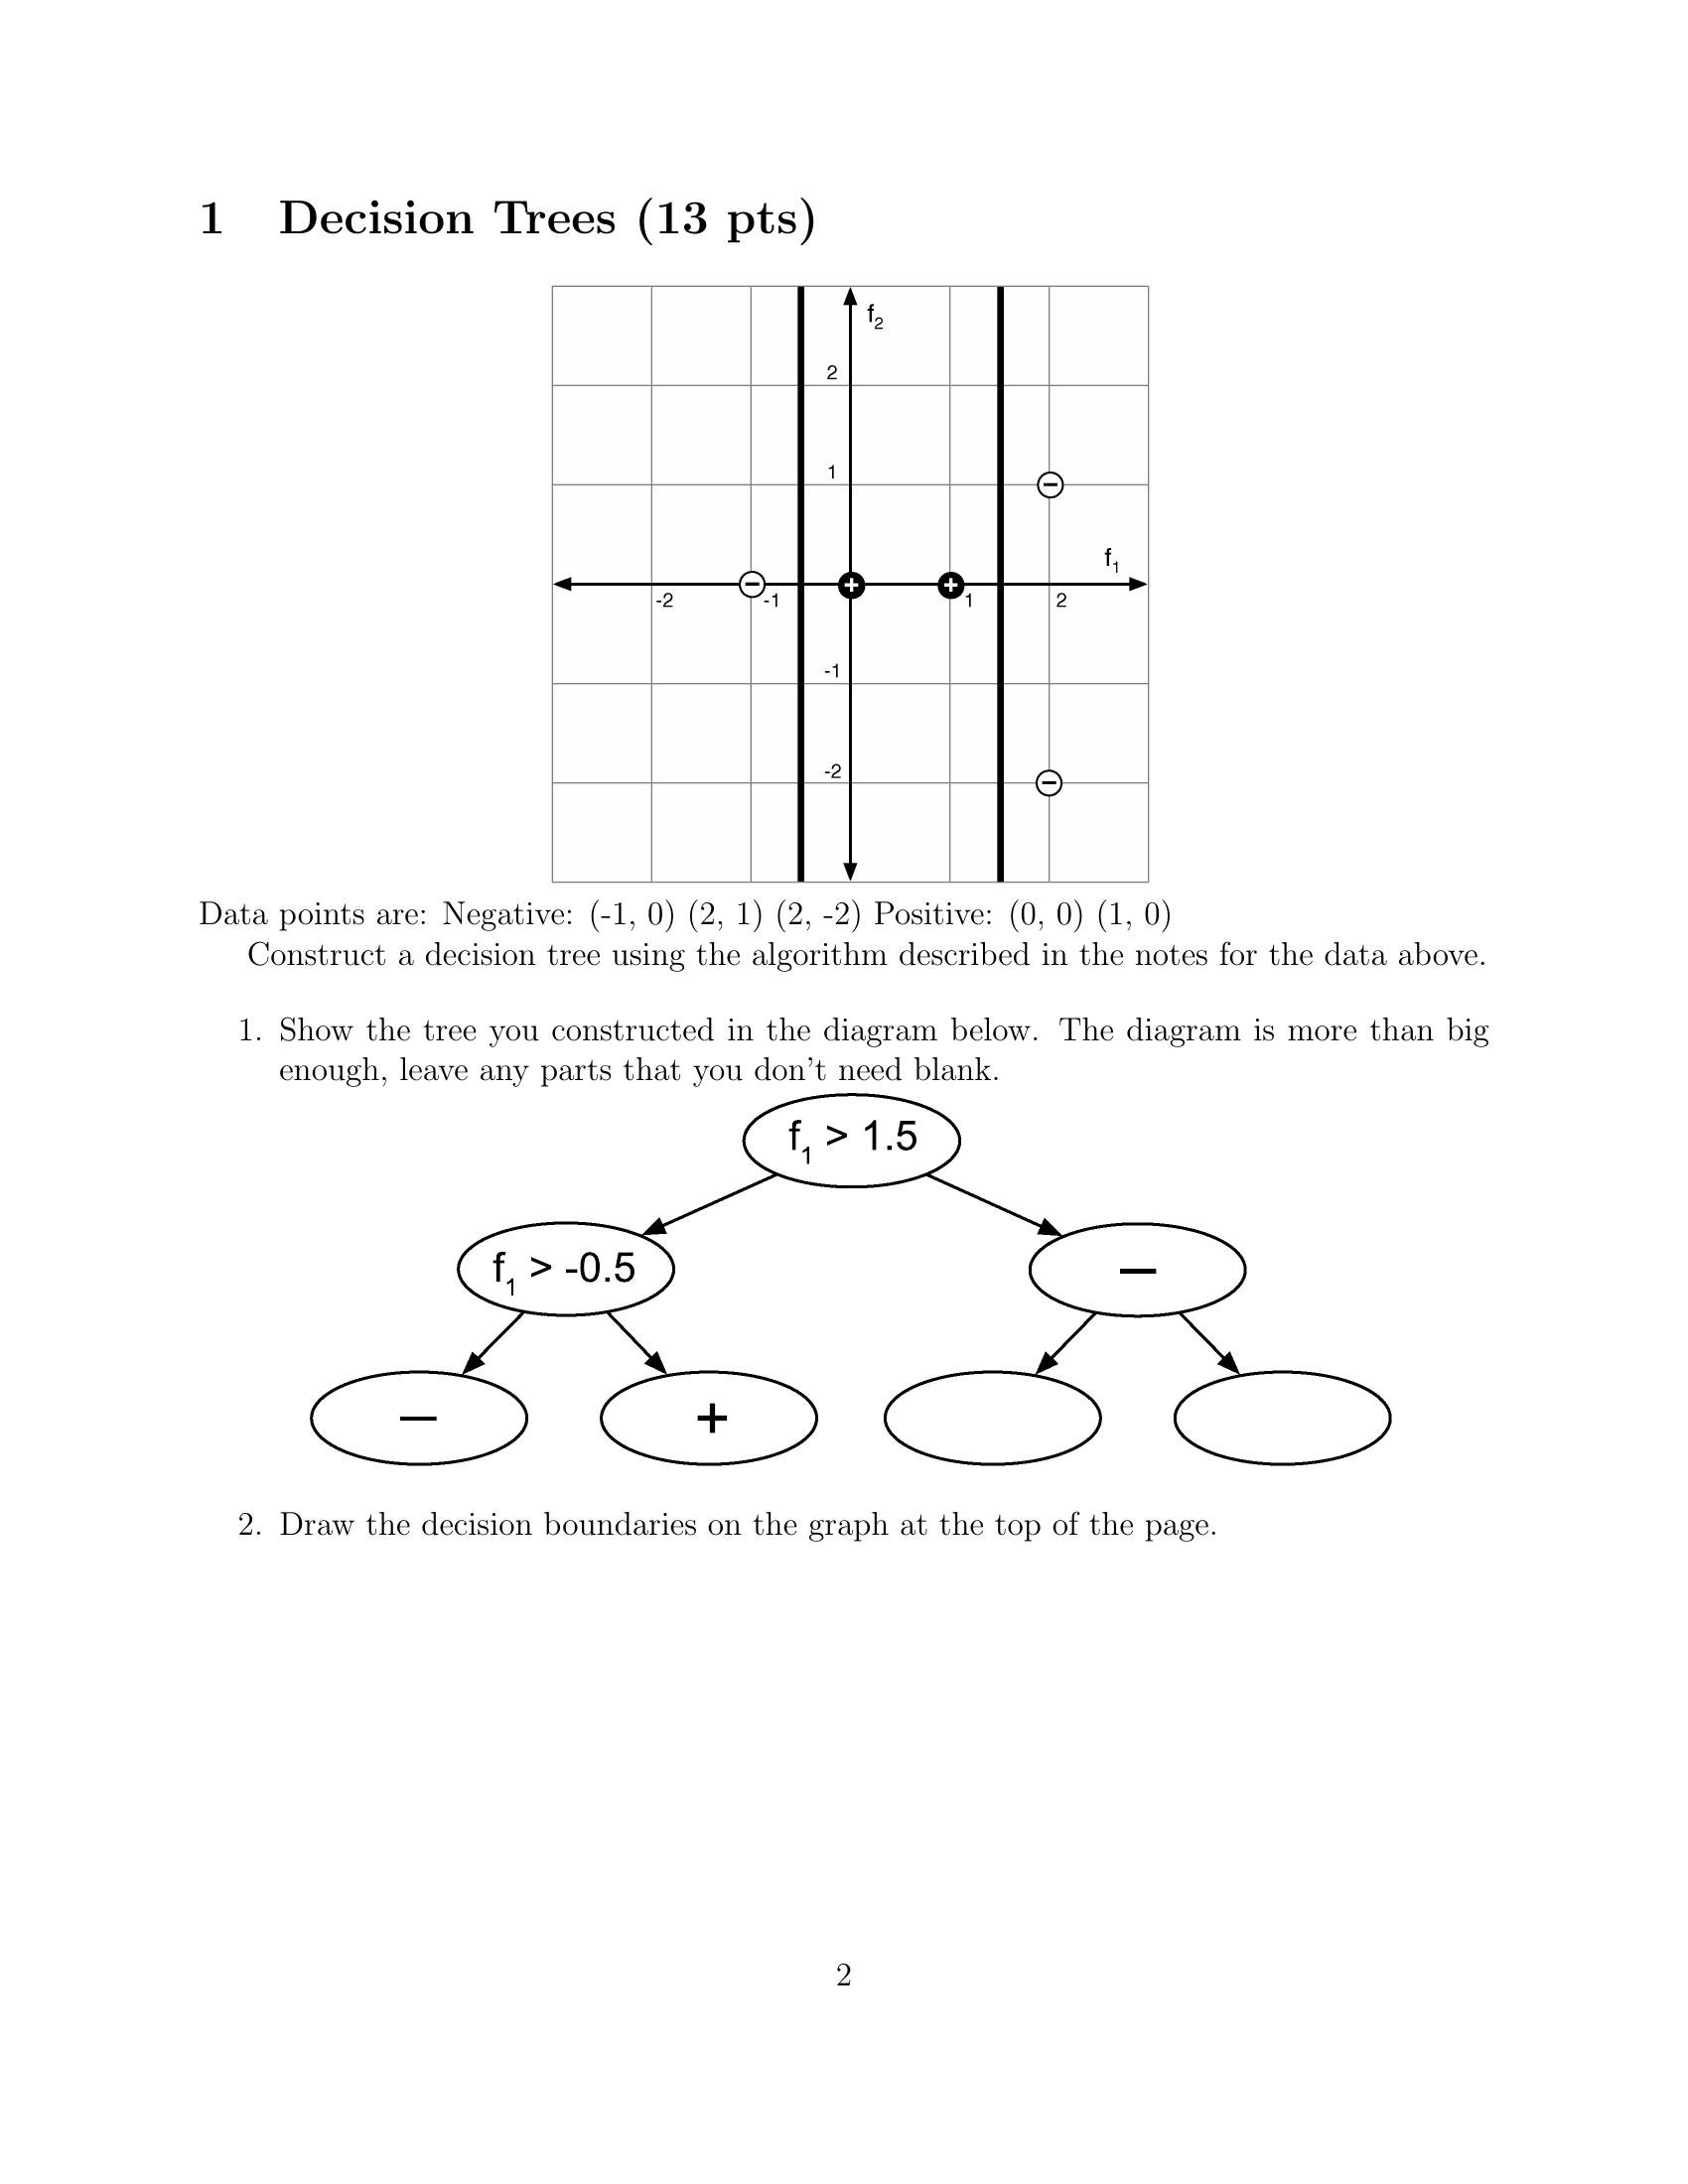 1 Decision Trees (13 pts)
f2
2
1
f1
-2 -1 1 2
-1
-2
Data points are: Negative: (-1, 0) (2, 1) (2, -2) Positive: (0, 0) (1, 0)
Construct a decision tree using the algorithm described in the notes for the data above.
1. Show the tree you constructed in the diagram below. The diagram is more than big
enough, leave any parts that you don't need blank.
f1 > 1.5
f1 > -0.5 −
− +
2. Draw the decision boundaries on the graph at the top of the page.
2